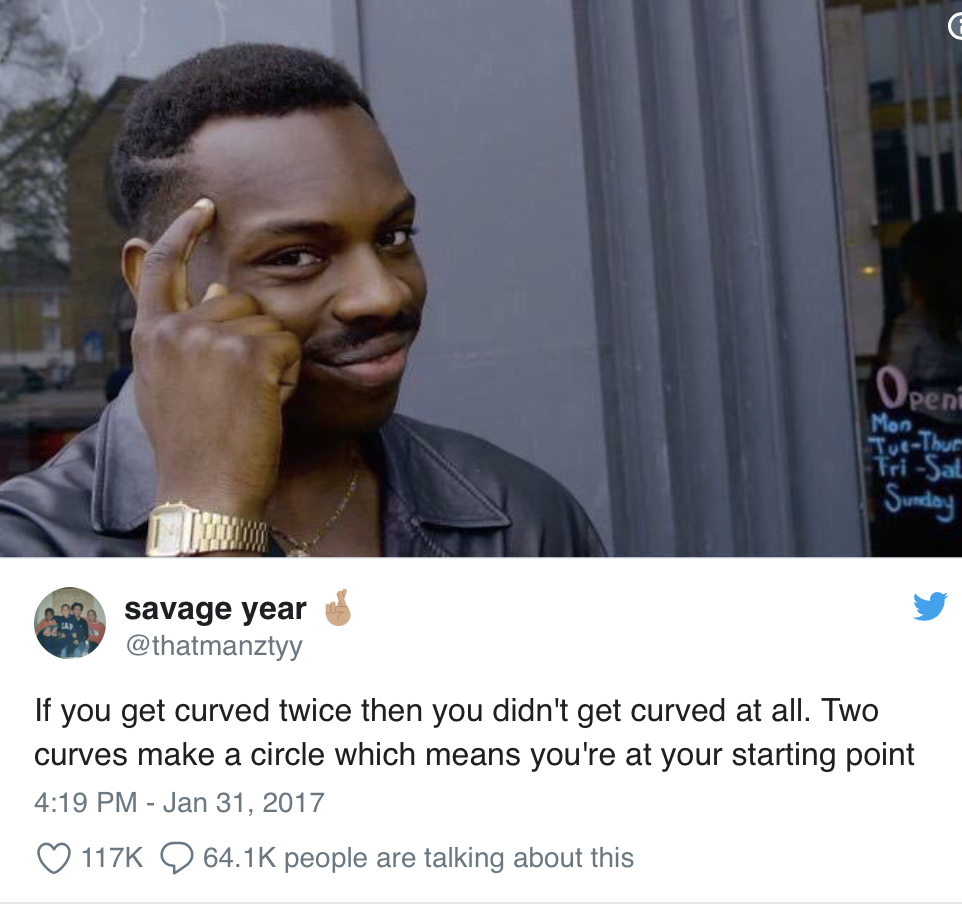 Openi
Mon
Tue-Thur
Fri -Sat
Sunday
savage year 🤞🏽
@thatmanztyy
If you get curved twice then you didn't get curved at all. Two
curves make a circle which means you're at your starting point
4:19 PM - Jan 31, 2017
117K 64.1K people are talking about this